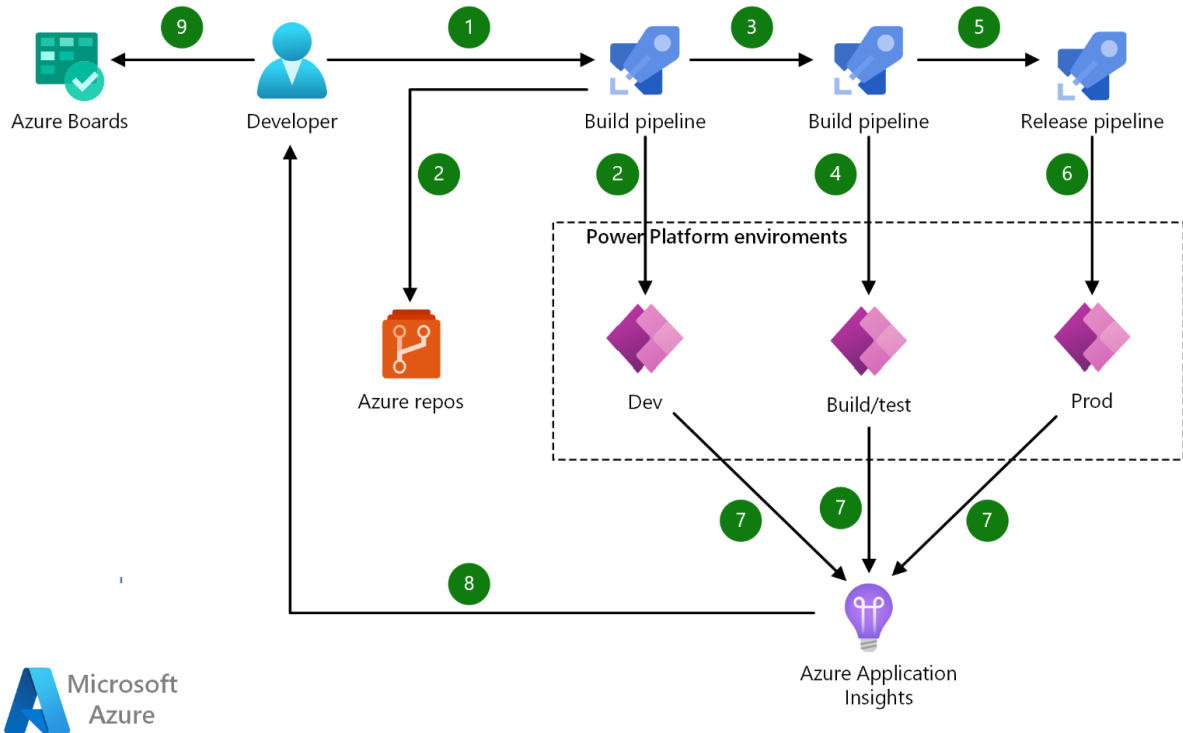 9
1
3
5
Azure Boards
Developer
Build pipeline
Build pipeline
Release pipeline
2
2
4
6
Power Platform enviroments
Azure repos
Dev
Build/test
Prod
7
7
7
8
Azure Application
Insights
Microsoft
Azure